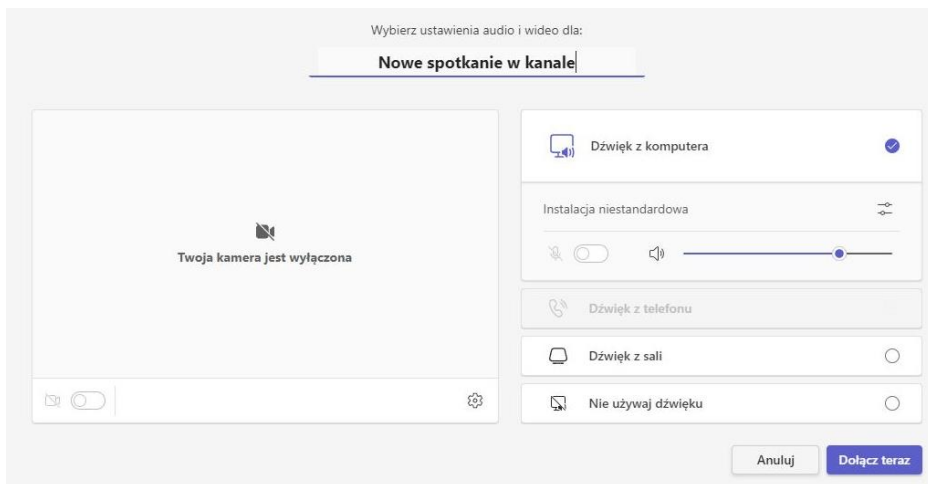 Wybierz ustawienia audio i wideo dla:
Nowe spotkanie w kanale
Twoja kamera jest wyłączona
Dźwięk z komputera
Instalacja niestandardowa
Dźwięk z telefonu
Dźwięk z sali
Nie używaj dźwięku
Anuluj
Dołącz teraz